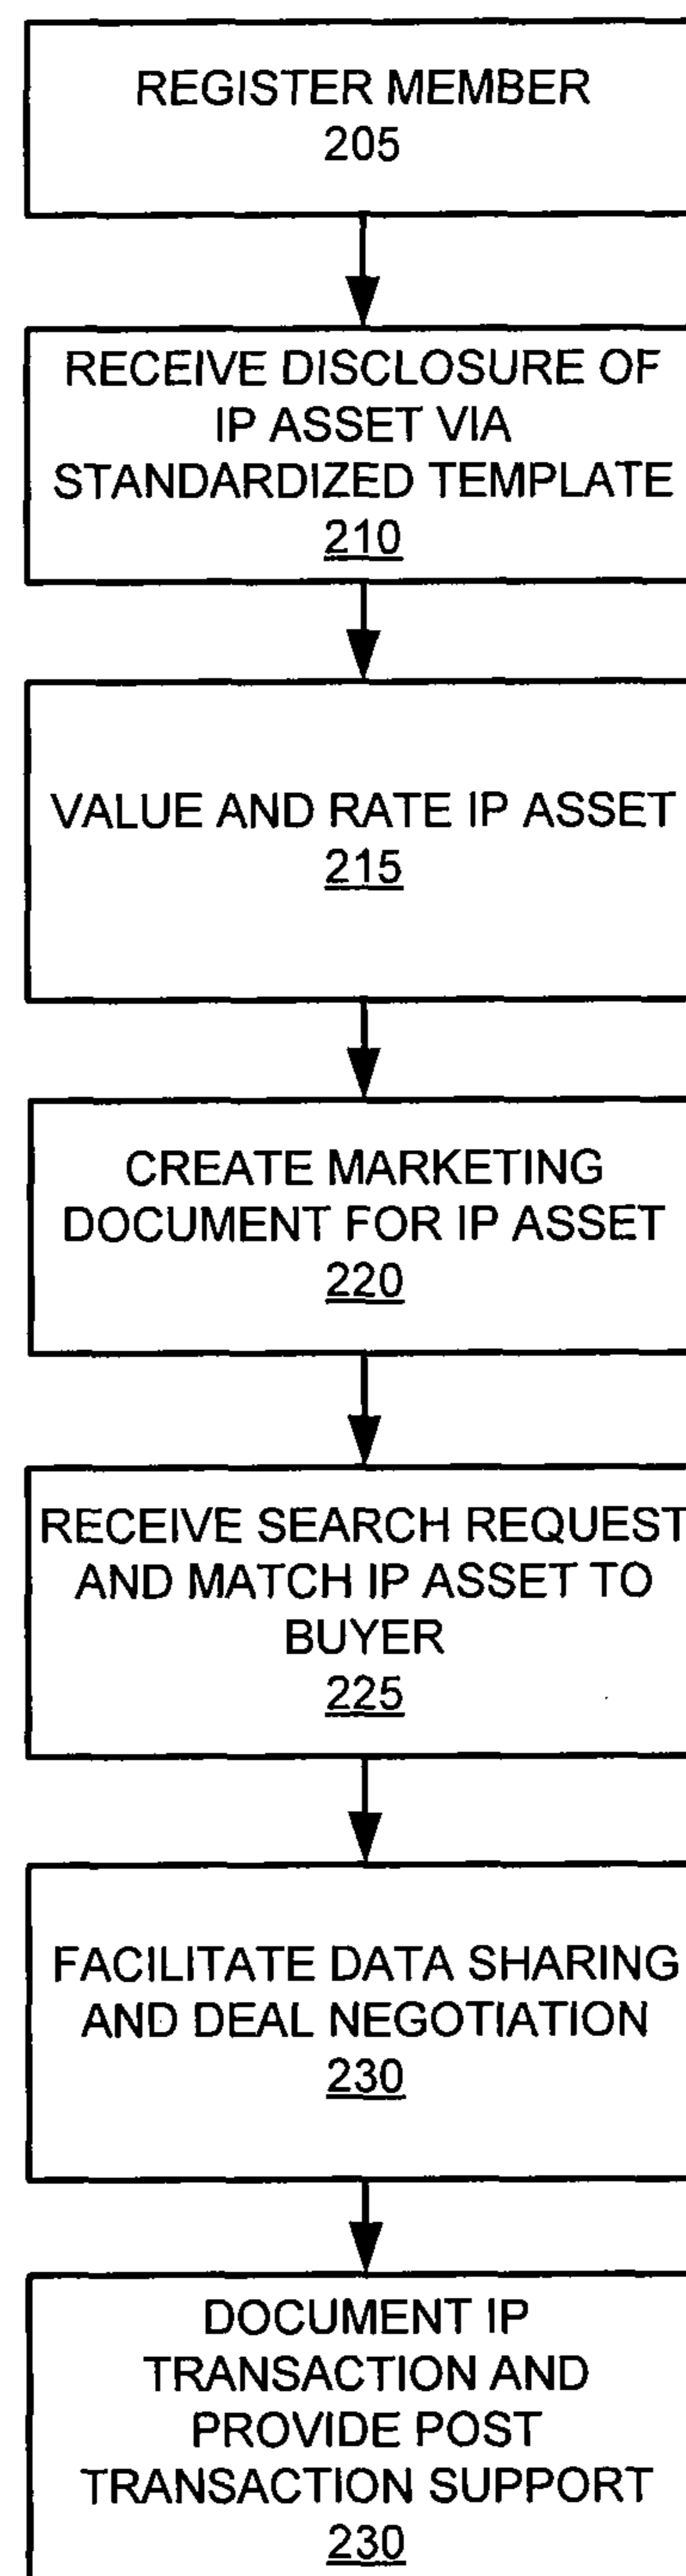 REGISTER MEMBER
205
RECEIVE DISCLOSURE OF
IP ASSET VIA
STANDARDIZED TEMPLATE
210
VALUE AND RATE IP ASSET
215
CREATE MARKETING
DOCUMENT FOR IP ASSET
220
RECEIVE SEARCH REQUEST
AND MATCH IP ASSET TO
BUYER
225
FACILITATE DATA SHARING
AND DEAL NEGOTIATION
230
DOCUMENT IP
TRANSACTION AND
PROVIDE POST
TRANSACTION SUPPORT
230